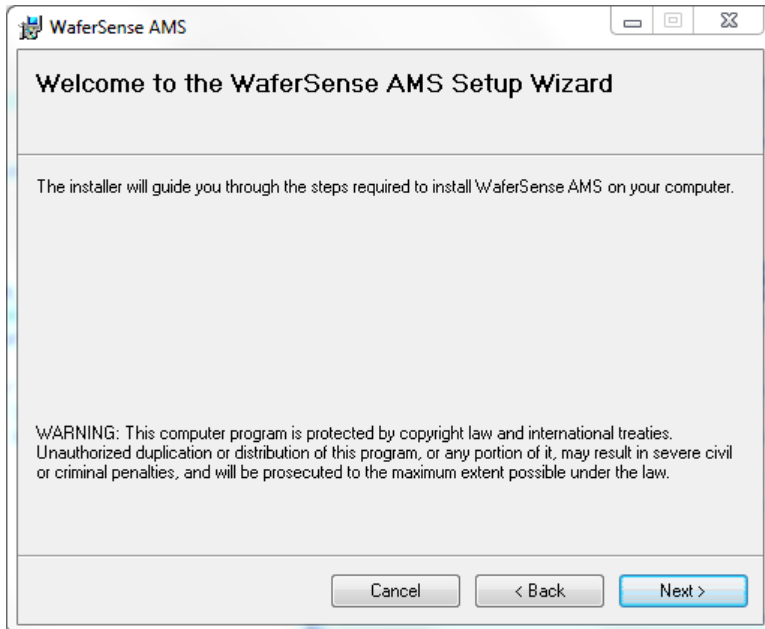 WaferSense AMS
Welcome to the WaferSense AMS Setup Wizard
The installer will guide you through the steps required to install WaferSense AMS on your computer.
WARNING: This computer program is protected by copyright law and international treaties.
Unauthorized duplication or distribution of this program, or any portion of it, may result in severe civil
or criminal penalties, and will be prosecuted to the maximum extent possible under the law.
Cancel < Back Next >